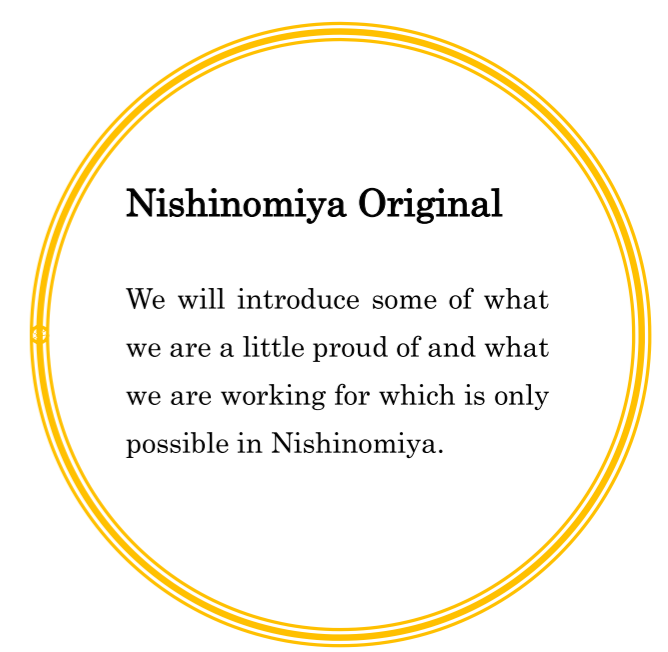 Nishinomiya Original
We will introduce some of what
we are a little proud of and what
we are working for which is only
possible in Nishinomiya.